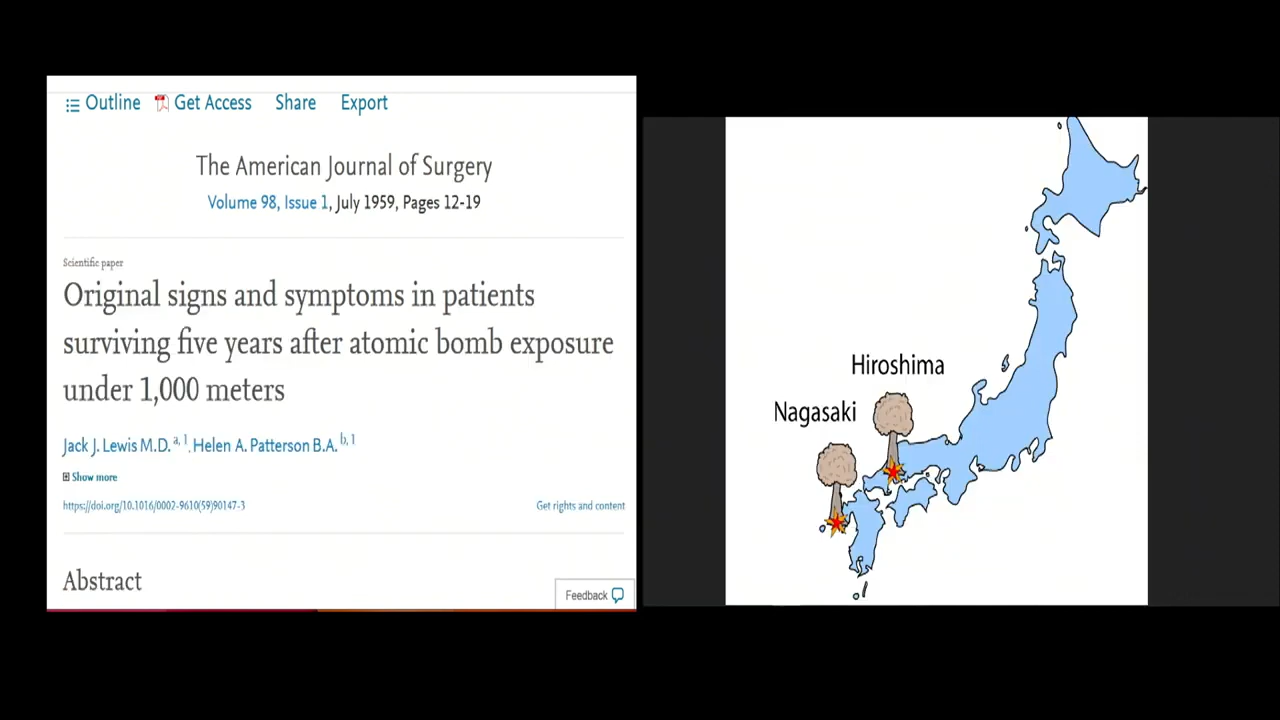 Outline Get Access Share Export
The American Journal of Surgery
Volume 98, Issue 1, July 1959, Pages 12-19
Scientific paper
Original signs and symptoms in patients
surviving five years after atomic bomb exposure
under 1,000 meters
Jack J. Lewis M.D. a, 1, Helen A. Patterson B.A. b, 1
Show more
https://doi.org/10.1016/0002-9610(59)90147-3 Get rights and content
Abstract
Feedback
Hiroshima
Nagasaki